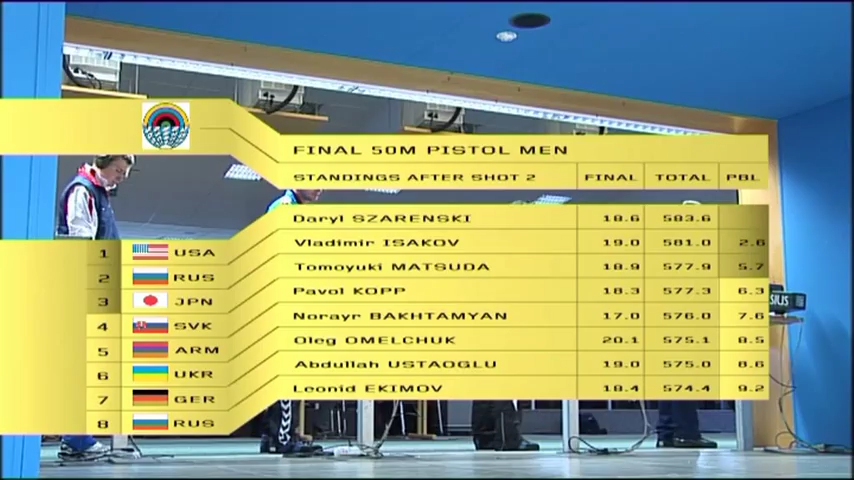 FINAL 50M PISTOL MEN
STANDINGS AFTER SHOT 2 FINAL TOTAL PBL
1 USA Daryl SZARENSKI 18.6 583.6
2 RUS Vladimir ISAKOV 19.0 581.0 2.6
3 JPN Tomoyuki MATSUDA 18.9 577.9 5.7
4 SVK Pavol KOPP 18.3 577.3 6.3
5 ARM Norayr BAKHTAMYAN 17.0 576.0 7.6
6 UKR Oleg OMELCHUK 20.1 575.1 8.5
7 GER Abdullah USTAOGLU 19.0 575.0 8.6
8 RUS Leonid EKIMOV 18.4 574.4 9.2